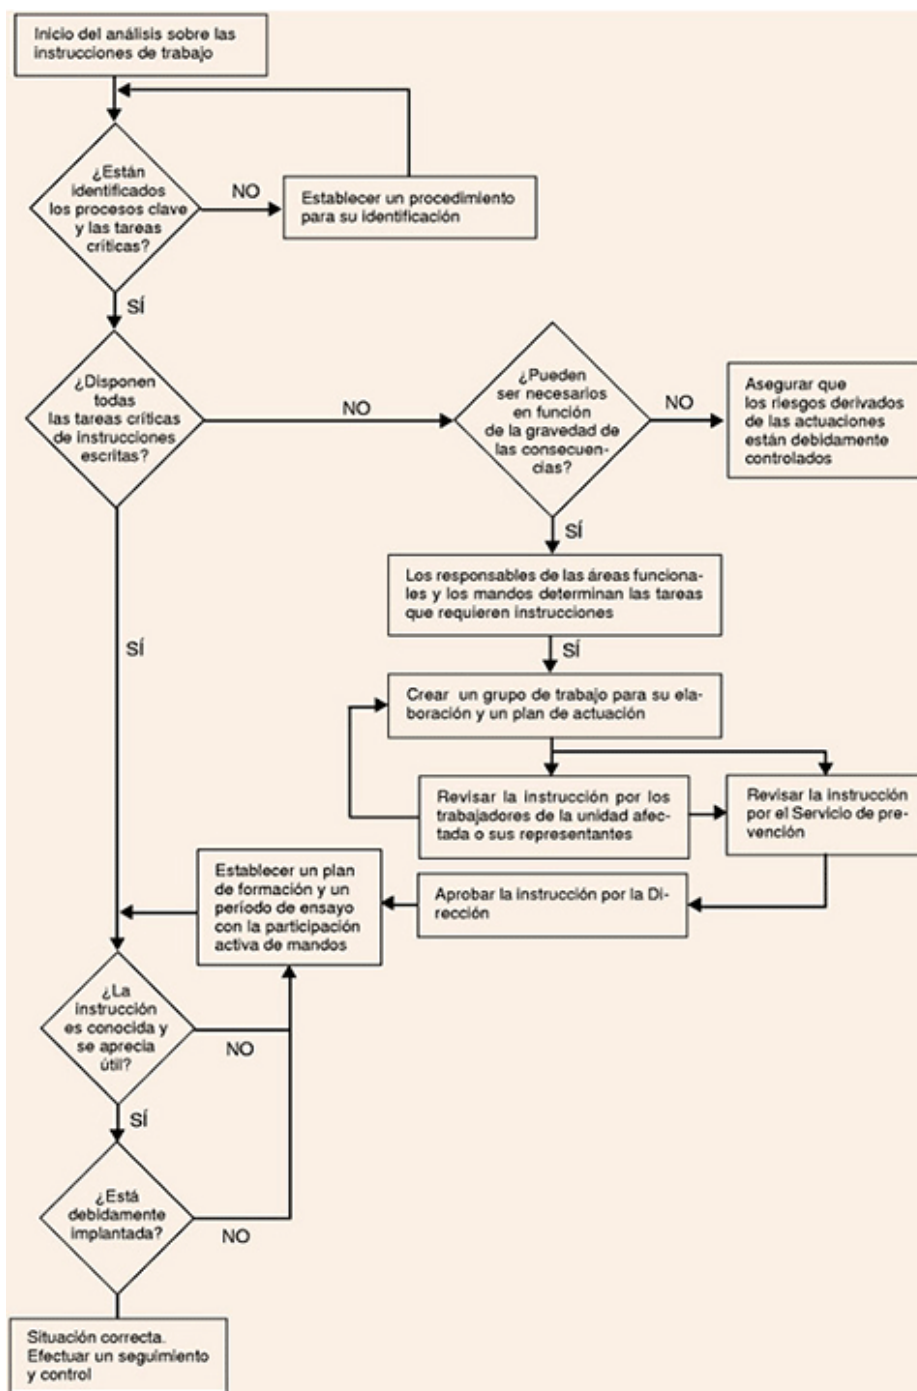 Inicio del análisis sobre las
instrucciones de trabajo
¿Están
identificados
los procesos clave
y las tareas
críticas?
NO
Establecer un procedimiento
para su identificación
SÍ
¿Disponen
todas
las tareas críticas
de instrucciones
escritas?
NO
¿Pueden
ser necesarios
en función
de la gravedad de
las consecuen-
cias?
NO
Asegurar que
los riesgos derivados
de las actuaciones
están debidamente
controlados
SÍ
Los responsables de las áreas funciona-
les y los mandos determinan las tareas
que requieren instrucciones
SÍ
SÍ
Crear un grupo de trabajo para su ela-
boración y un plan de actuación
Revisar la instrucción por los
trabajadores de la unidad afec-
tada o sus representantes
Revisar la instrucción
por el Servicio de pre-
vención
Establecer un plan
de formación y un
período de ensayo
con la participación
activa de mandos
Aprobar la instrucción por la Di-
rección
¿La
instrucción
es conocida y
se aprecia
útil?
NO
SÍ
¿Está
debidamente
implantada?
NO
Situación correcta.
Efectuar un seguimiento
y control